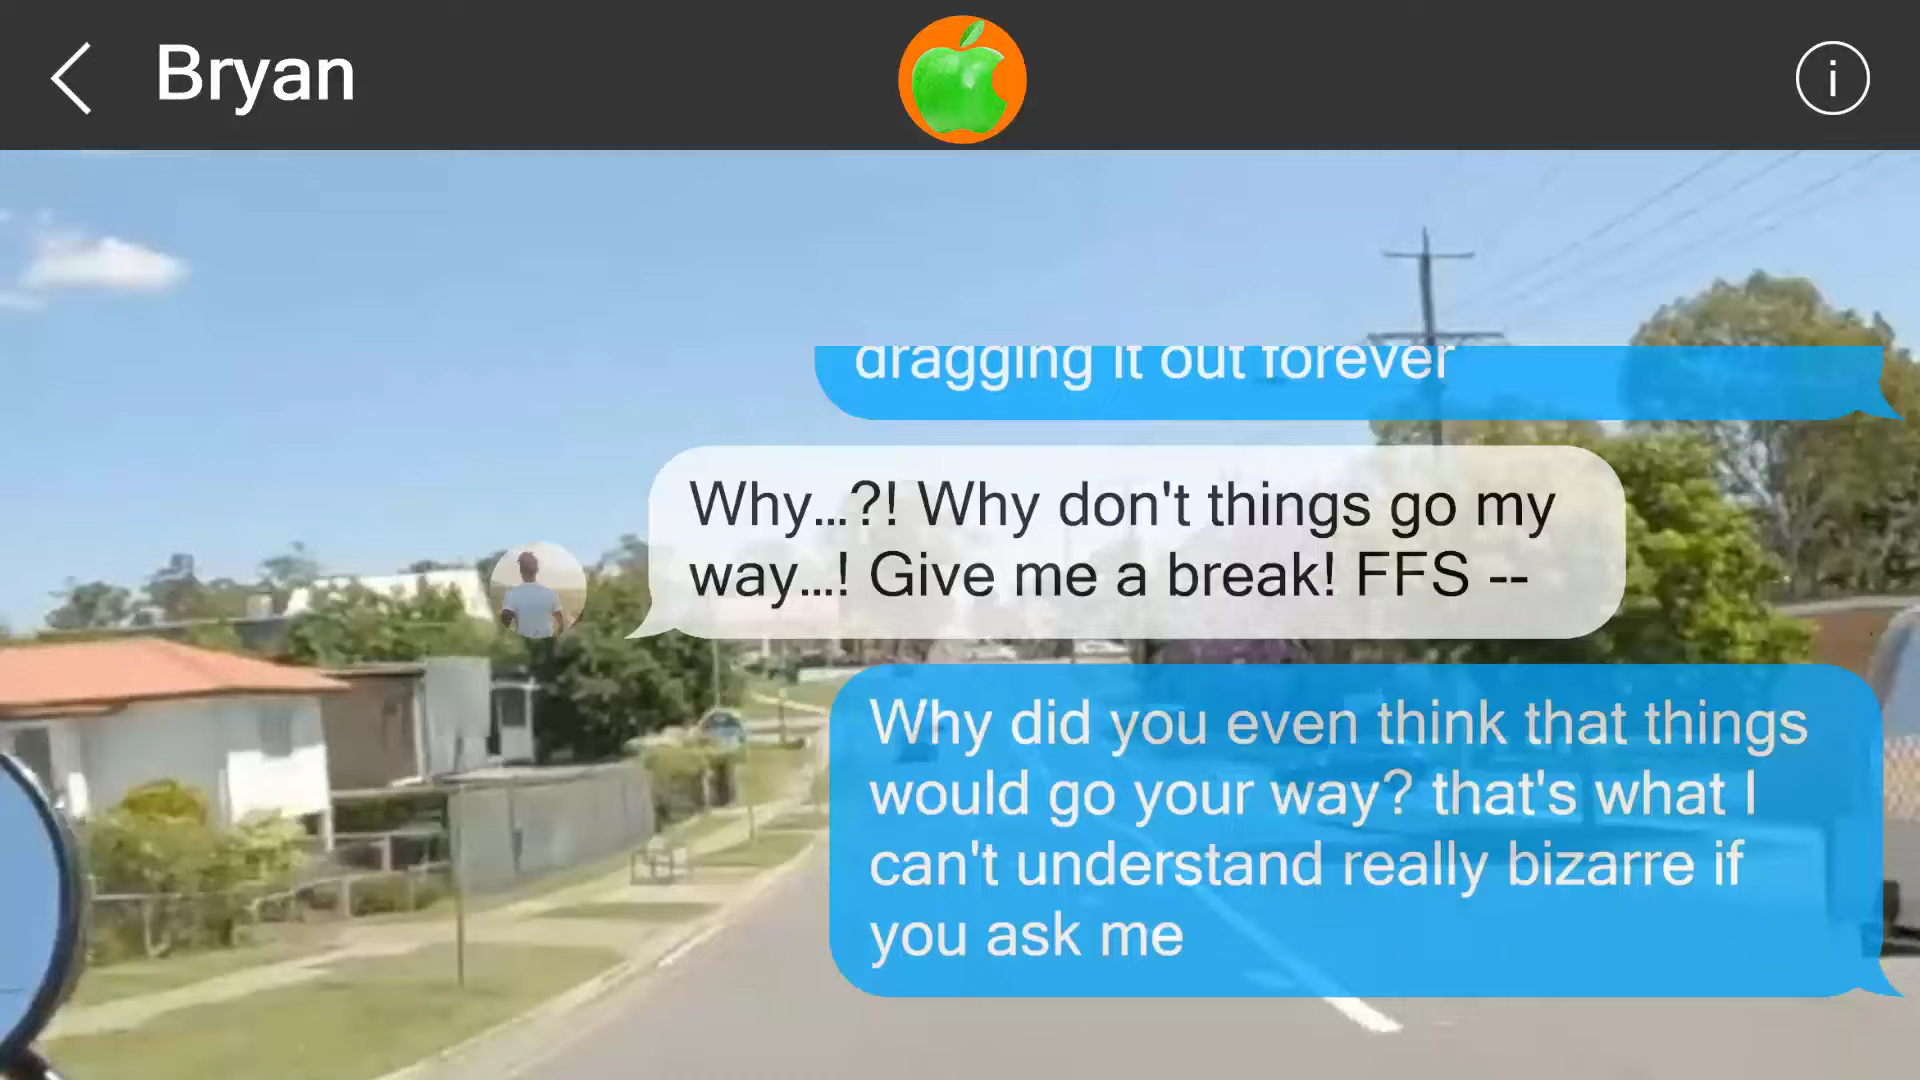 Bryan
i
dragging it out forever
Why...?! Why don't things go my
way...! Give me a break! FFS --
Why did you even think that things
would go your way? that's what I
can't understand really bizarre if
you ask me